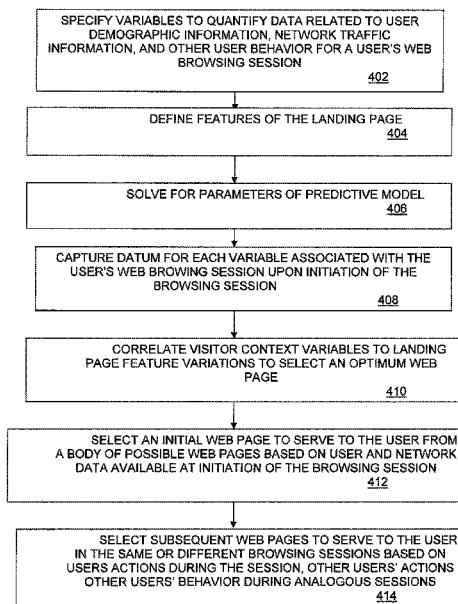 SPECIFY VARIABLES TO QUANTIFY DATA RELATED TO USER
DEMOGRAPHIC INFORMATION, NETWORK TRAFFIC
INFORMATION, AND OTHER USER BEHAVIOR FOR A USER'S WEB
BROWSING SESSION
402
DEFINE FEATURES OF THE LANDING PAGE
404
SOLVE FOR PARAMETERS OF PREDICTIVE MODEL
406
CAPTURE DATUM FOR EACH VARIABLE ASSOCIATED WITH THE
USER'S WEB BROWING SESSION UPON INITIATION OF THE
BROWSING SESSION
408
CORRELATE VISITOR CONTEXT VARIABLES TO LANDING
PAGE FEATURE VARIATIONS TO SELECT AN OPTIMUM WEB
PAGE
410
SELECT AN INITIAL WEB PAGE TO SERVE TO THE USER FROM
A BODY OF POSSIBLE WEB PAGES BASED ON USER AND NETWORK
DATA AVAILABLE AT INITIATION OF THE BROWSING SESSION
412
SELECT SUBSEQUENT WEB PAGES TO SERVE TO THE USER
IN THE SAME OR DIFFERENT BROWSING SESSIONS BASED ON
USERS ACTIONS DURING THE SESSION, OTHER USERS' ACTIONS
OTHER USERS' BEHAVIOR DURING ANALOGOUS SESSIONS
414